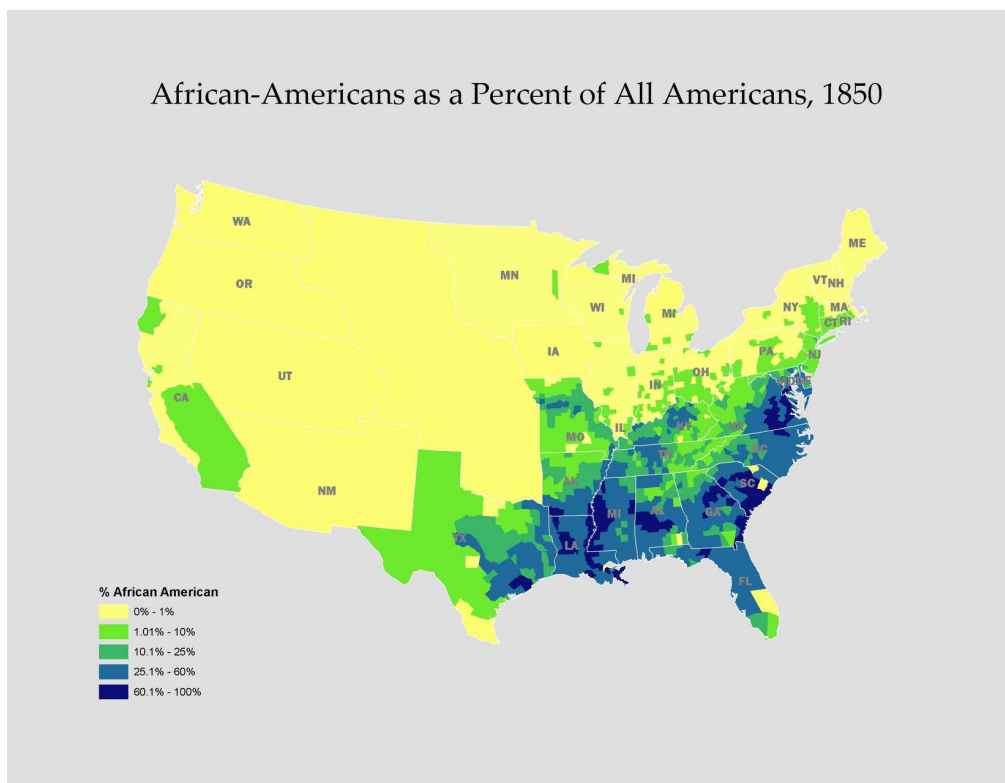 African-Americans as a Percent of All Americans, 1850
WA
ME
MN
MI
VT
NH
OR
WI
NY
MA
MI
CT
RI
IA
PA
NJ
UT
IN
OH
CA
IL
KY
VA
MO
TN
NC
NM
AR
SC
MI
AL
GA
TX
LA
FL
% African American
0% - 1%
1.01% - 10%
10.1% - 25%
25.1% - 60%
60.1% - 100%